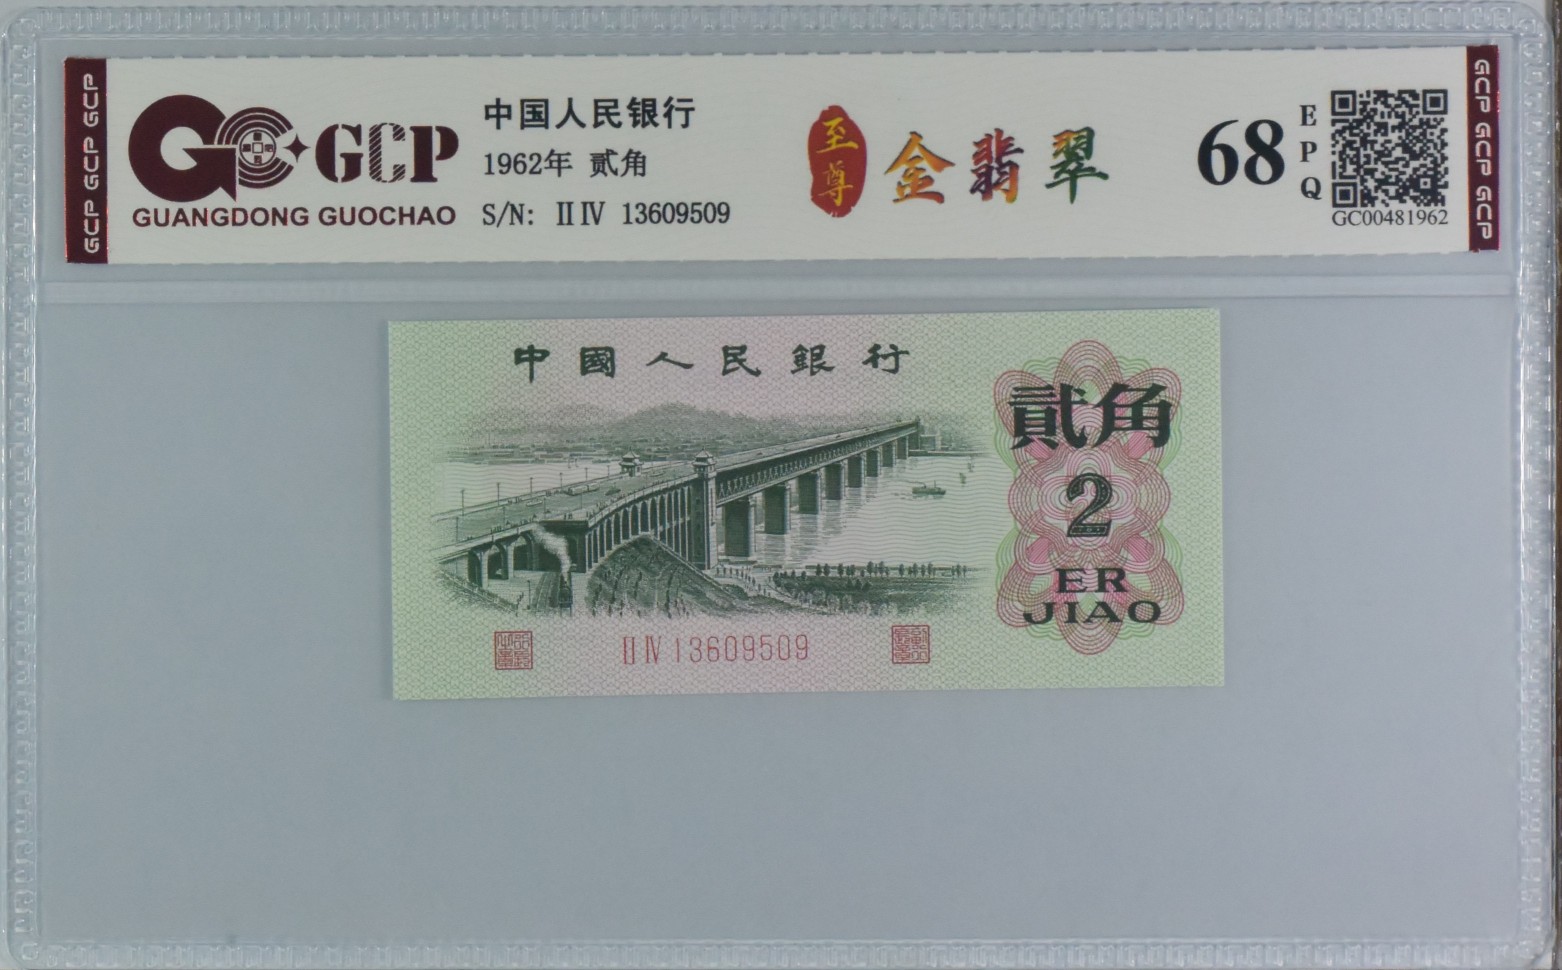 GCP GCP GCP
GCP
GUANGDONG GUOCHAO
中国人民银行
1962年 贰角
S/N: ⅡⅣ 13609509
至尊
金翡翠
68
EPQ
GC00481962
GCP GCP GCP
中國人民銀行
貳角
2
ER
JIAO
ⅡⅣ 13609509